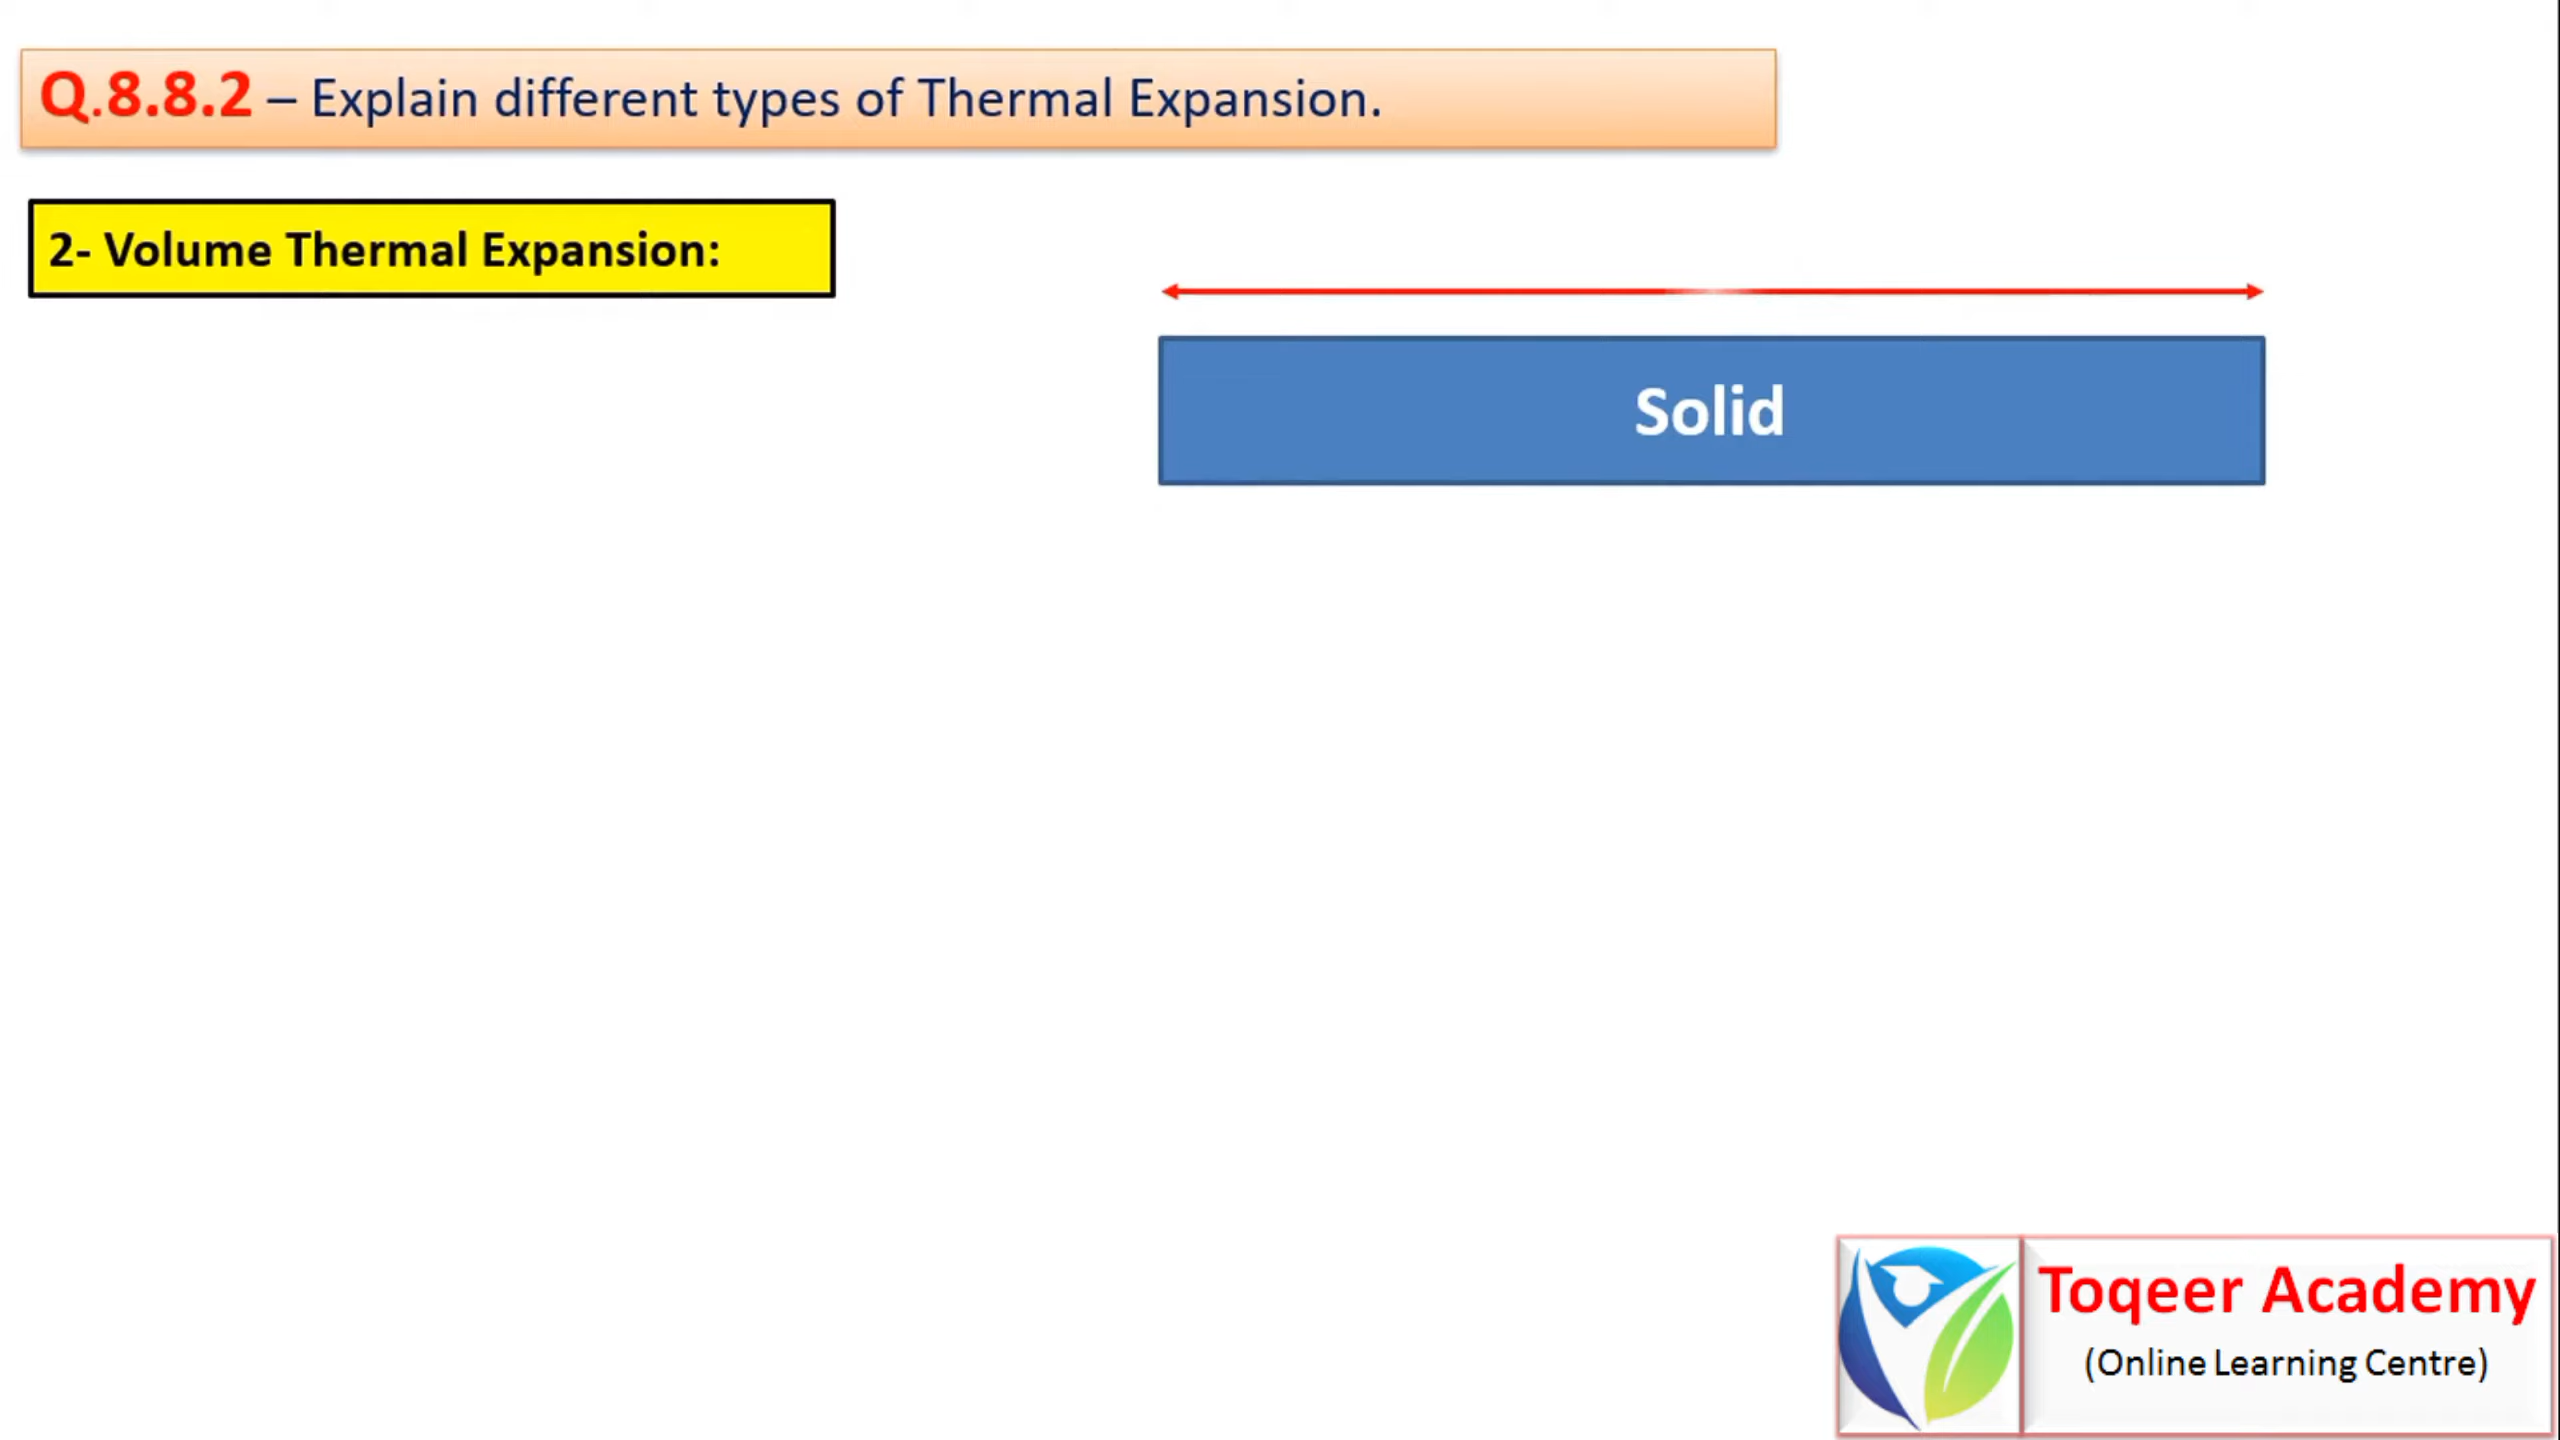 Q.8.8.2 – Explain different types of Thermal Expansion.
2- Volume Thermal Expansion:
Solid
Toqeer Academy
(Online Learning Centre)